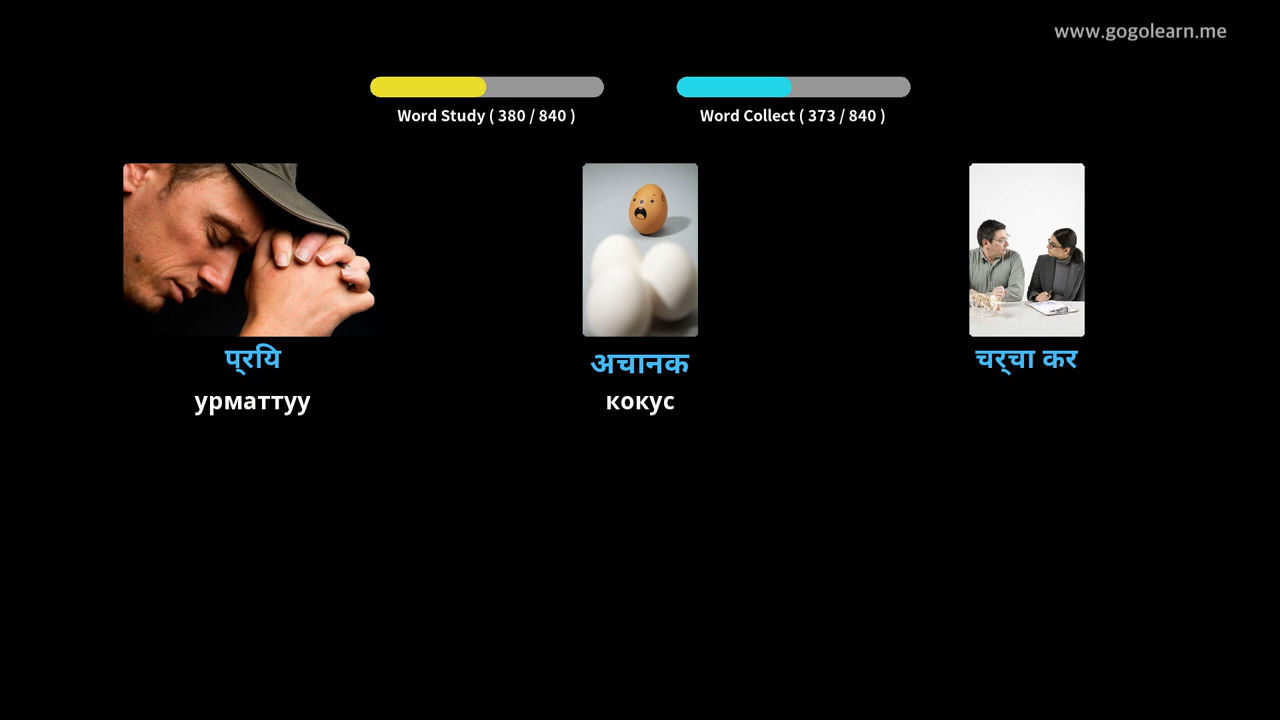 www.gogolearn.me
Word Study ( 380 / 840 )
Word Collect ( 373 / 840 )
प्रयि
अचानक
चर्चा कर
урматтуу
кокус